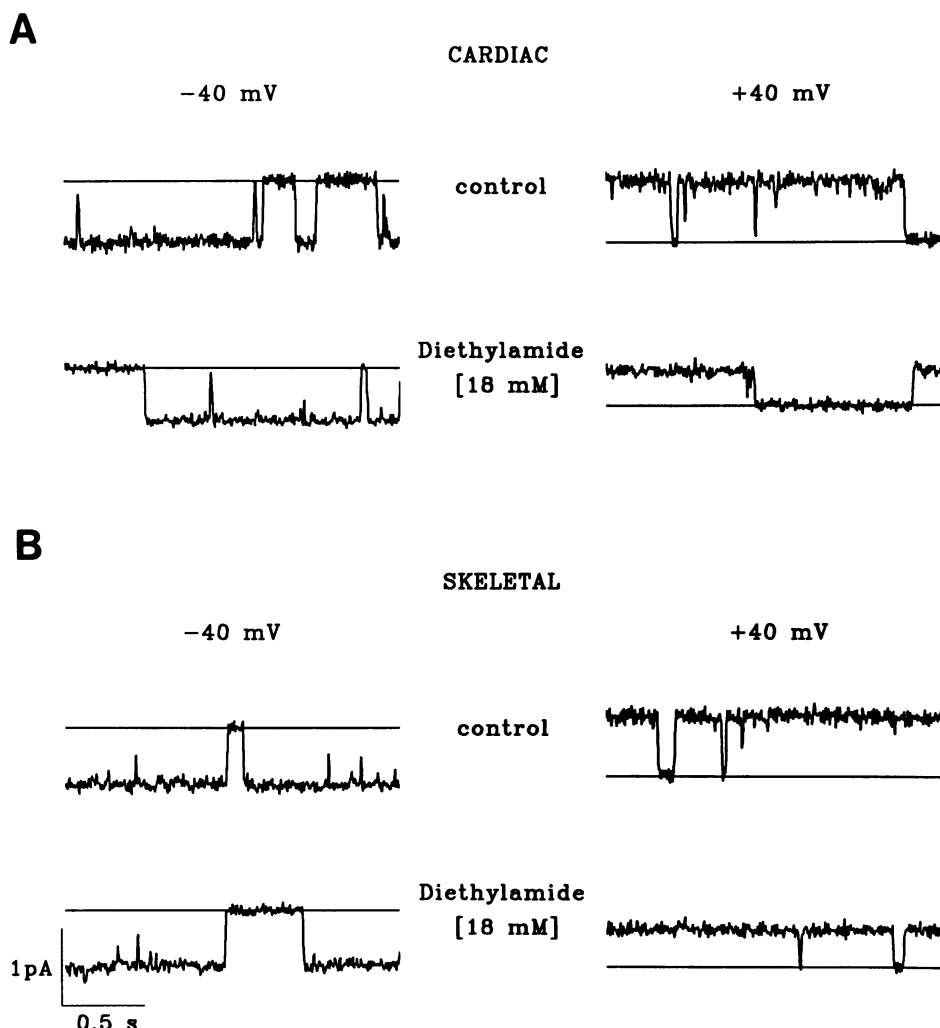 A
CARDIAC
−40 mV
+40 mV
control
Diethylamide
[18 mM]
B
SKELETAL
−40 mV
+40 mV
control
Diethylamide
[18 mM]
1pA
0.5 s